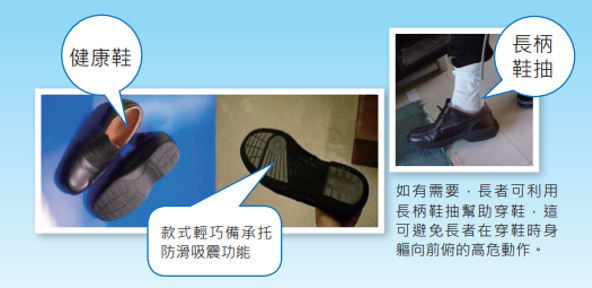 健康鞋
長柄
鞋抽
款式輕巧備承托
防滑吸震功能
如有需要，長者可利用
長柄鞋抽幫助穿鞋，這
可避免長者在穿鞋時身
軀向前俯的高危動作。